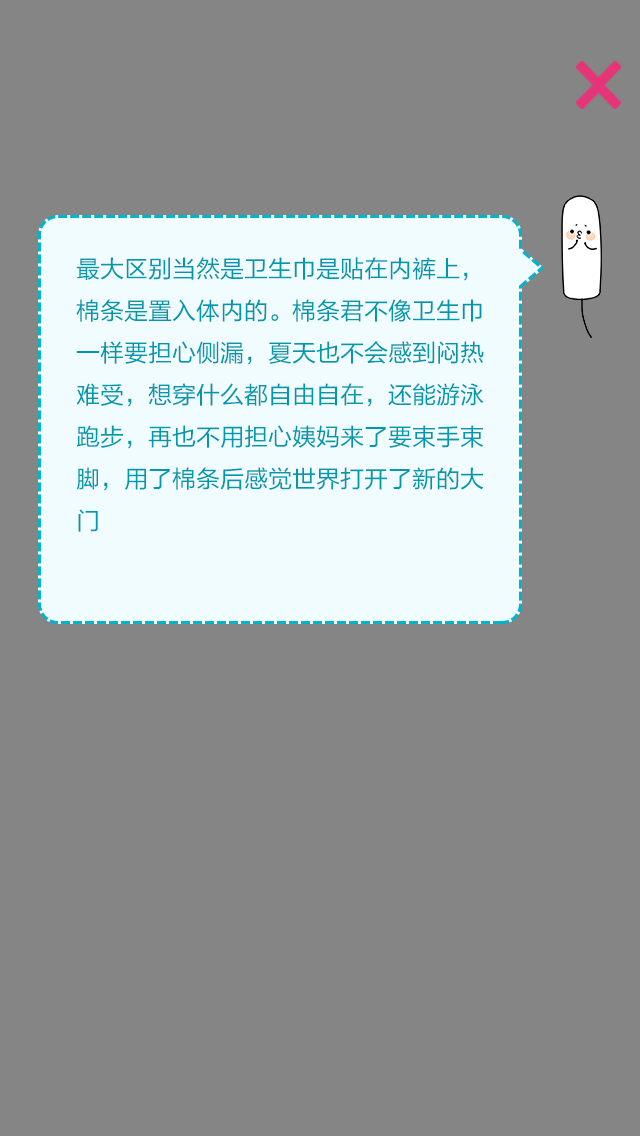 最大区别当然是卫生巾是贴在内裤上，
棉条是置入体内的。棉条君不像卫生巾
一样要担心侧漏，夏天也不会感到闷热
难受，想穿什么都自由自在，还能游泳
跑步，再也不用担心姨妈来了要束手束
脚，用了棉条后感觉世界打开了新的大
门